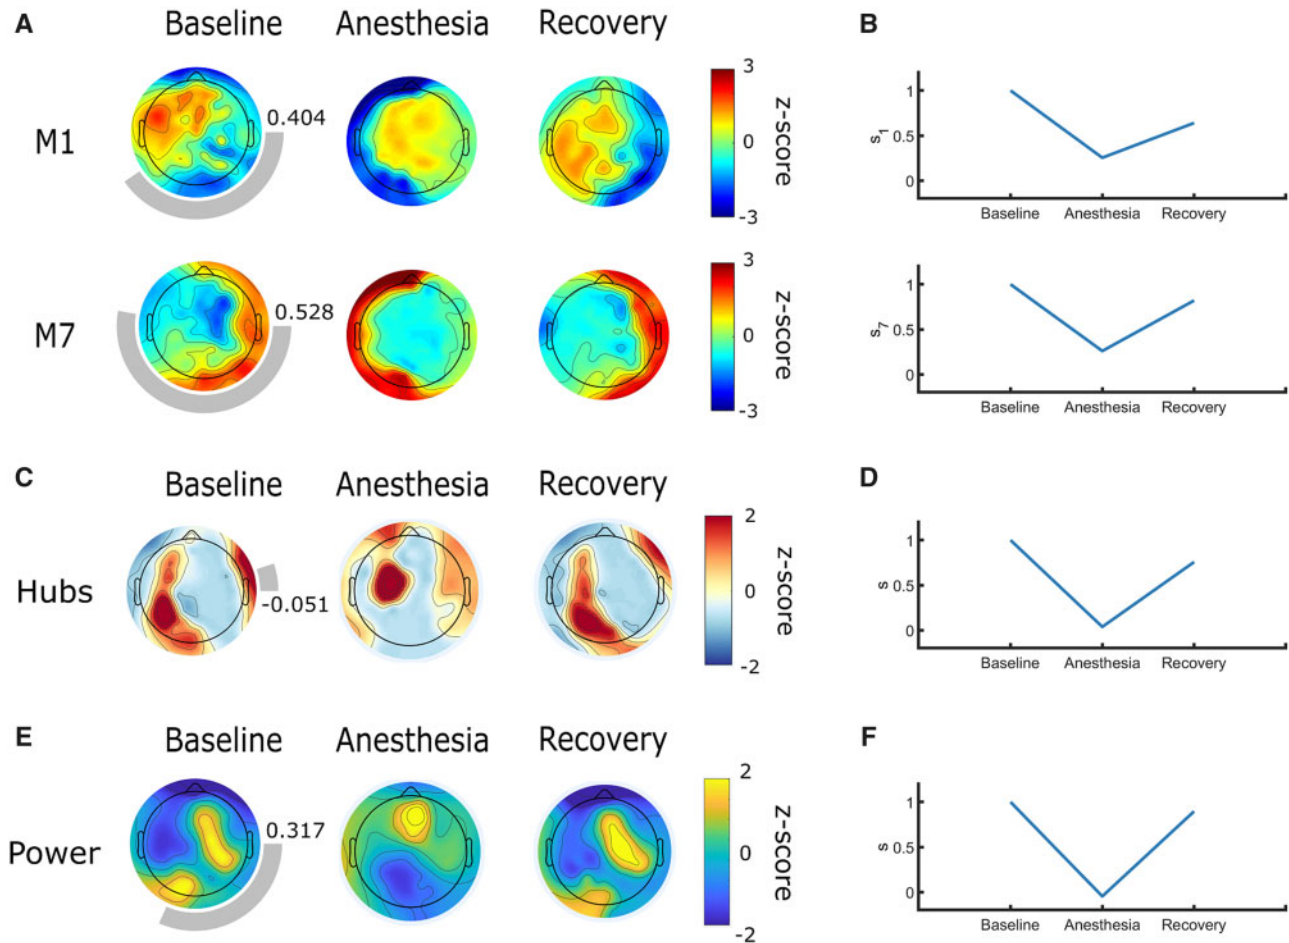 A
Baseline
Anesthesia
Recovery
M1
0.404
3
0
-3
z-score
M7
0.528
3
0
-3
z-score
B
1
0.5
0
s1
Baseline
Anesthesia
Recovery
1
0.5
0
s7
Baseline
Anesthesia
Recovery
C
Baseline
Anesthesia
Recovery
Hubs
-0.051
2
0
-2
z-score
D
1
0.5
0
s
Baseline
Anesthesia
Recovery
E
Baseline
Anesthesia
Recovery
Power
0.317
2
0
-2
z-score
F
1
0.5
0
s
Baseline
Anesthesia
Recovery